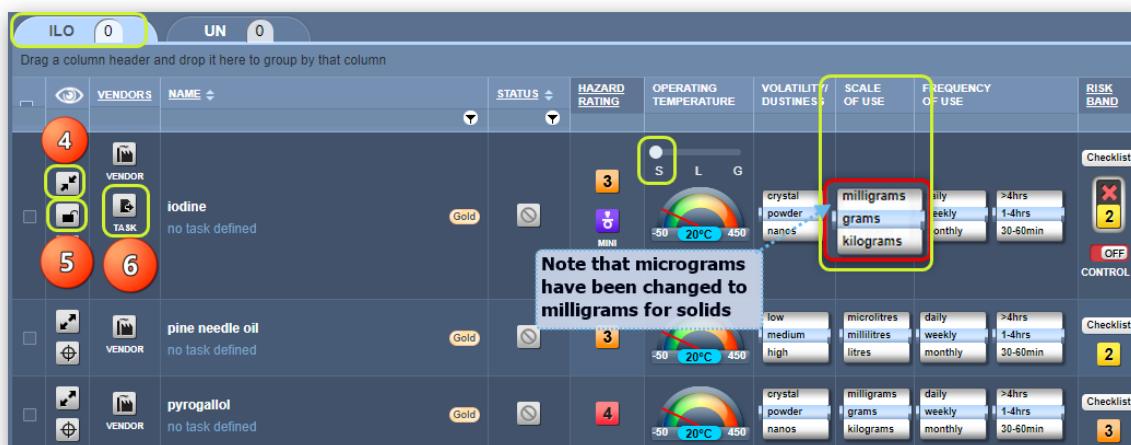 ILO 0 UN 0
Drag a column header and drop it here to group by that column
VENDORS NAME STATUS HAZARD RATING OPERATING TEMPERATURE VOLATILITY/ DUSTINESS SCALE OF USE FREQUENCY OF USE RISK BAND
4
VENDOR
S L G
Checklist
3
iodine
no task defined
Gold
TASK
MINI
-50 20°C 450
crystal
powder
nanos
milligrams
grams
kilograms
daily
weekly
monthly
>4hrs
1-4hrs
30-60min
2
OFF
CONTROL
5 6
Note that micrograms
have been changed to
milligrams for solids
VENDOR
pine needle oil
no task defined
Gold
3
-50 20°C 450
low
medium
high
microlitres
millilitres
litres
daily
weekly
monthly
>4hrs
1-4hrs
30-60min
Checklist
2
VENDOR
pyrogallol
no task defined
Gold
4
-50 20°C 450
crystal
powder
nanos
milligrams
grams
kilograms
daily
weekly
monthly
>4hrs
1-4hrs
30-60min
Checklist
3